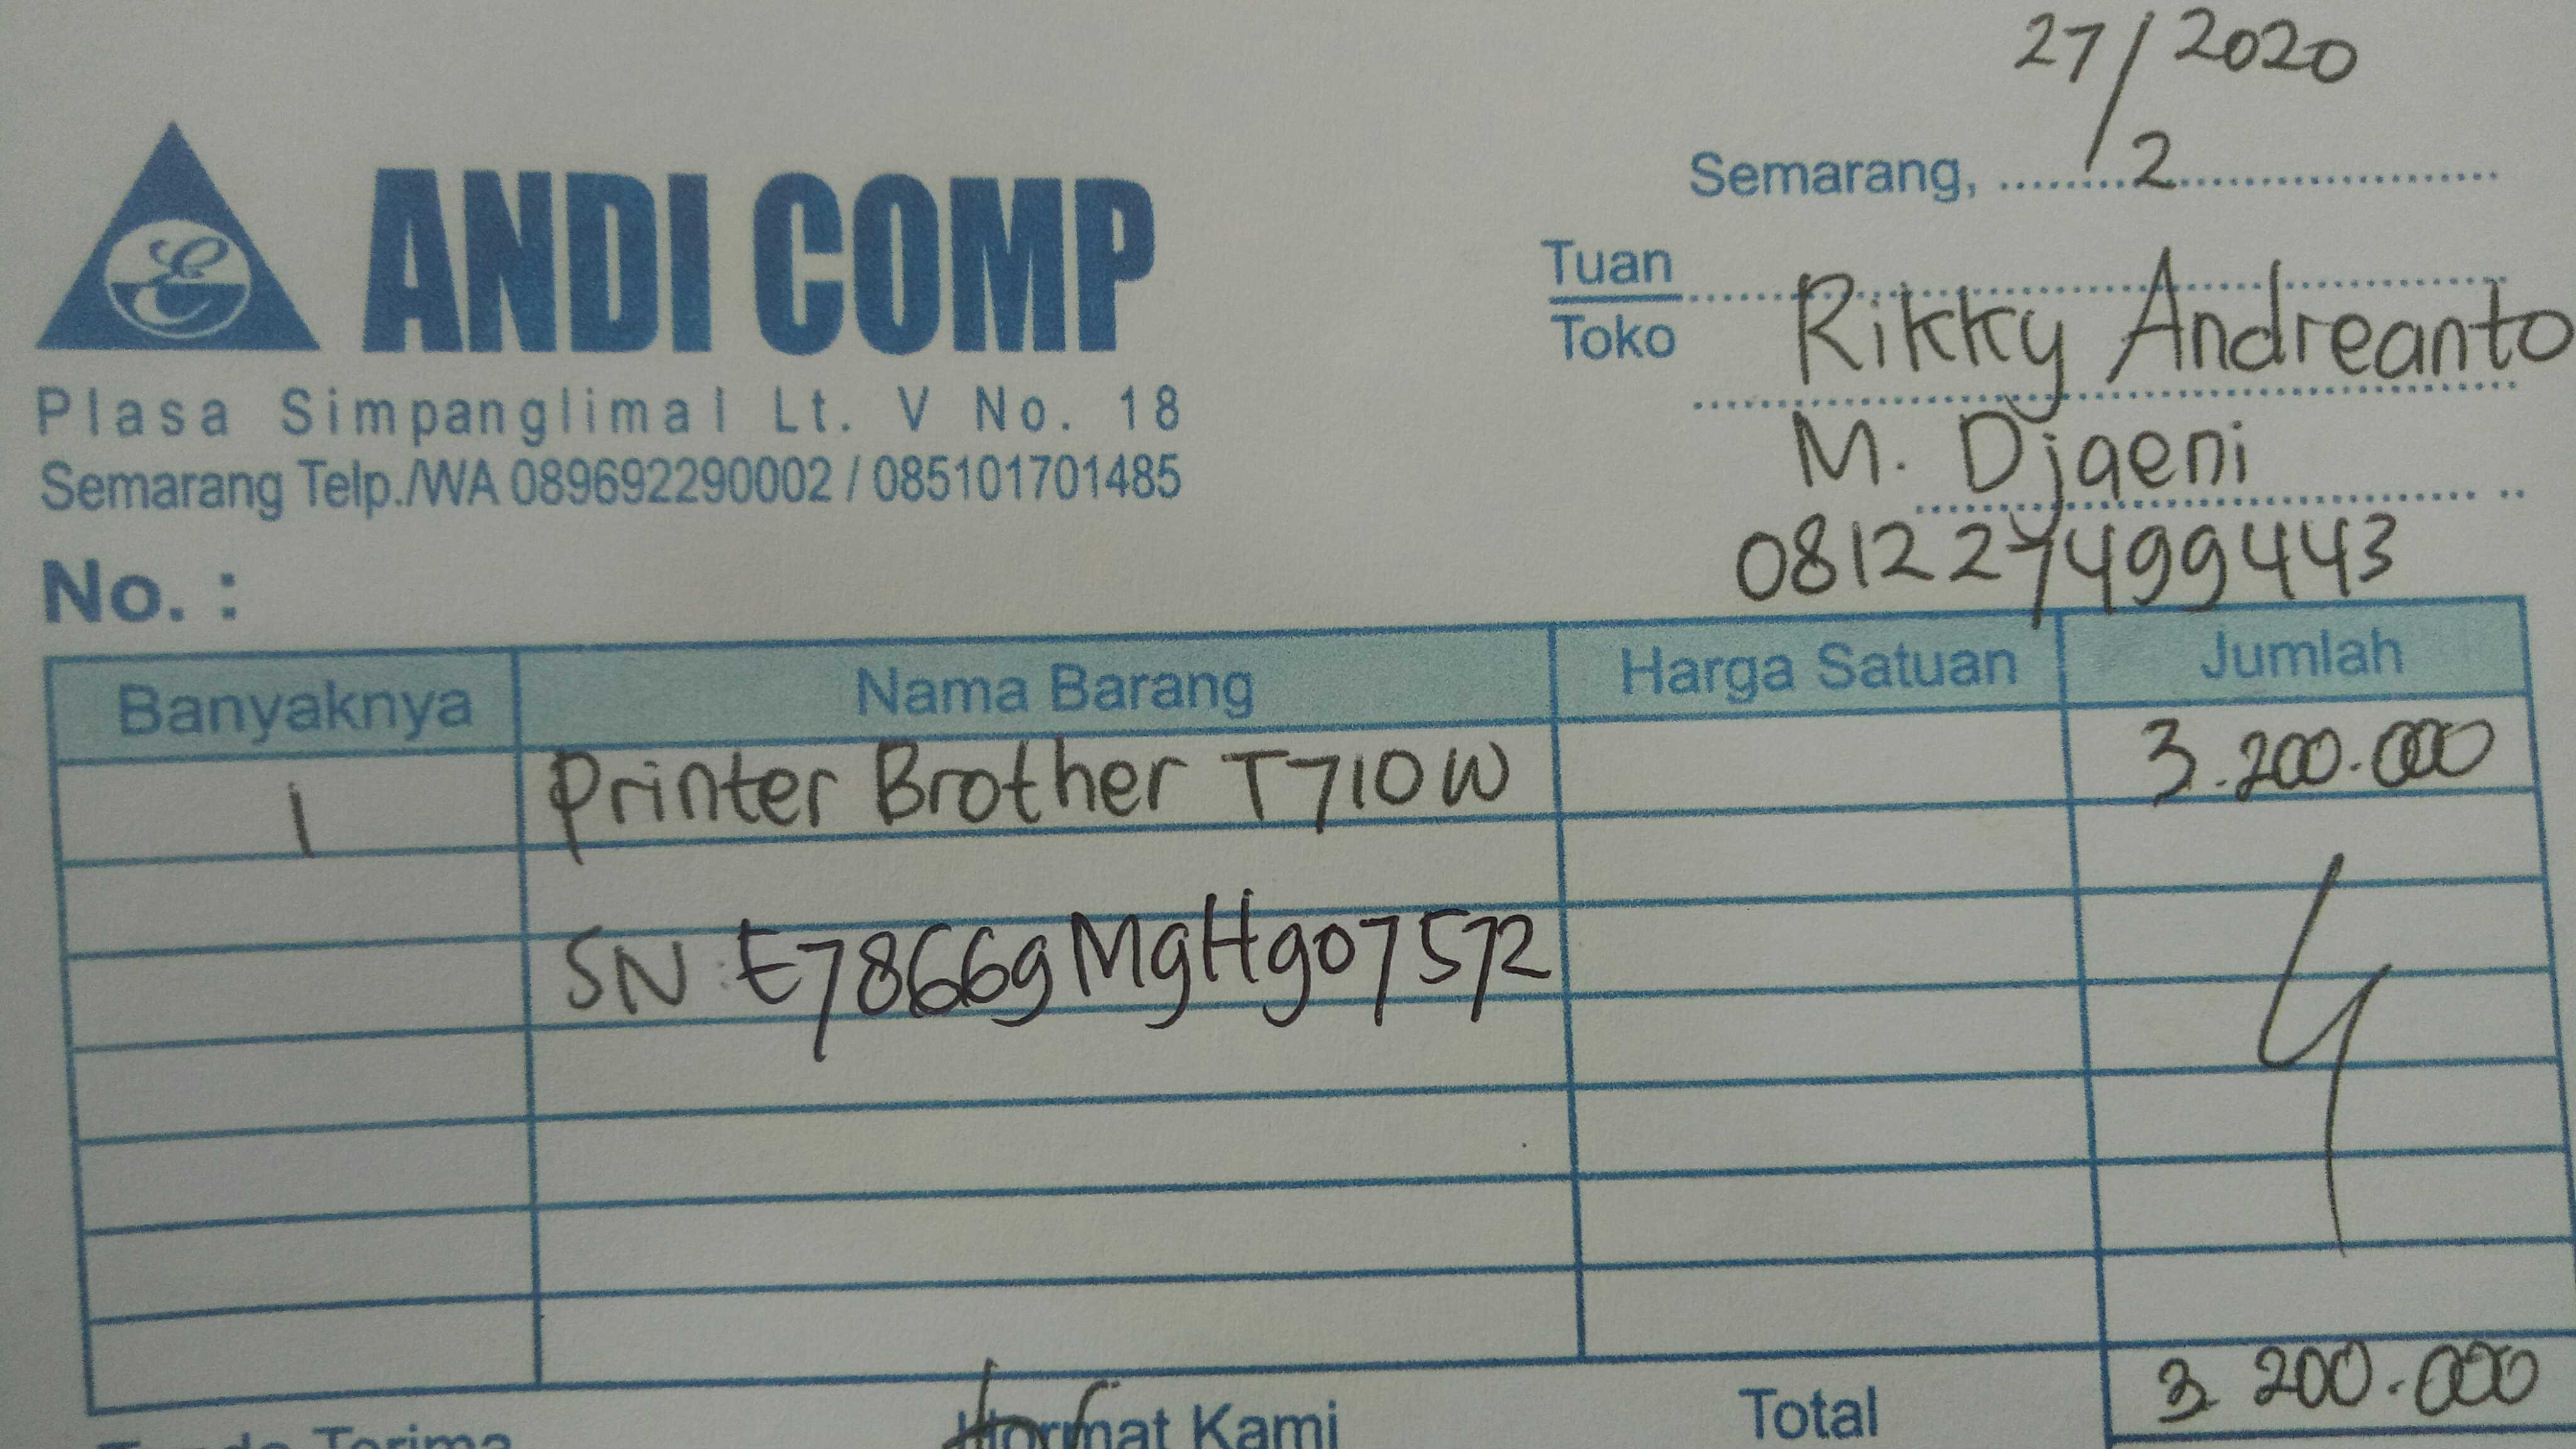 27/2 2020
Semarang,
E ANDI COMP
Plasa Simpanglimal Lt. V No. 18
Semarang Telp./WA 089692290002 / 085101701485
Tuan
Toko
Rikky Andreanto
M. Djaeni
081227499443
No. :
Banyaknya Nama Barang Harga Satuan Jumlah
1 Printer Brother T710W 3.200.000
SN : E78669M9H907572
Tanda Terima Hormat Kami Total 3.200.000